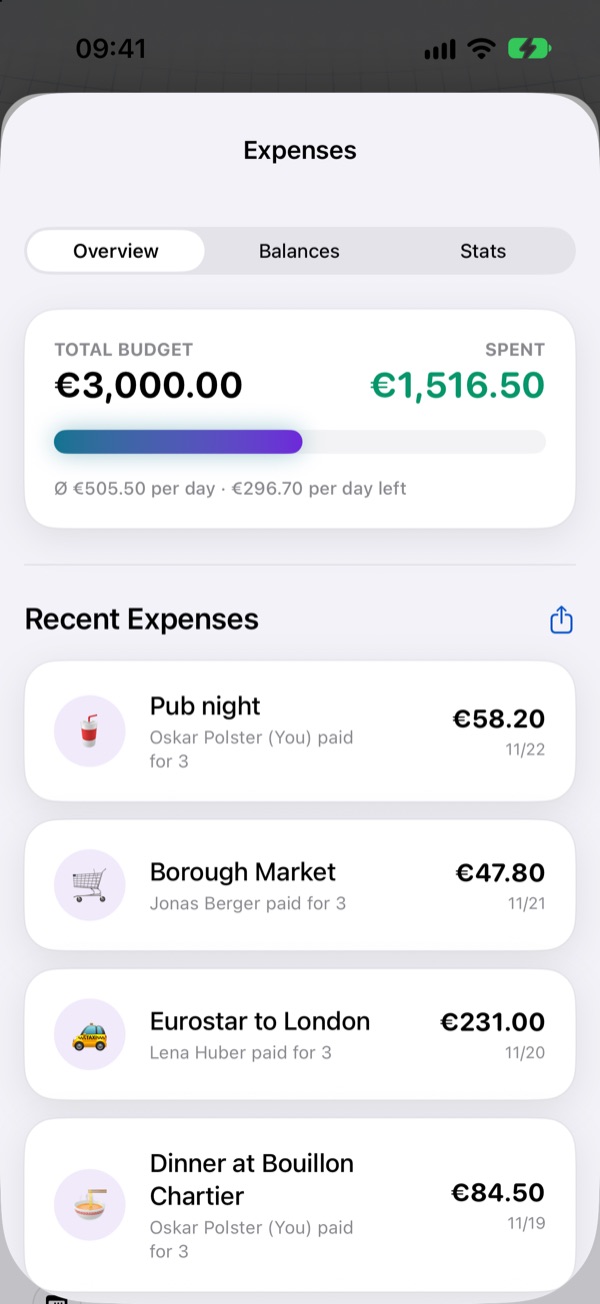 09:41
Expenses
Overview Balances Stats
TOTAL BUDGET SPENT
€3,000.00 €1,516.50
Ø €505.50 per day · €296.70 per day left
Recent Expenses
Pub night
€58.20
Oskar Polster (You) paid
for 3
11/22
Borough Market
€47.80
Jonas Berger paid for 3
11/21
Eurostar to London
€231.00
Lena Huber paid for 3
11/20
Dinner at Bouillon
Chartier
€84.50
Oskar Polster (You) paid
for 3
11/19